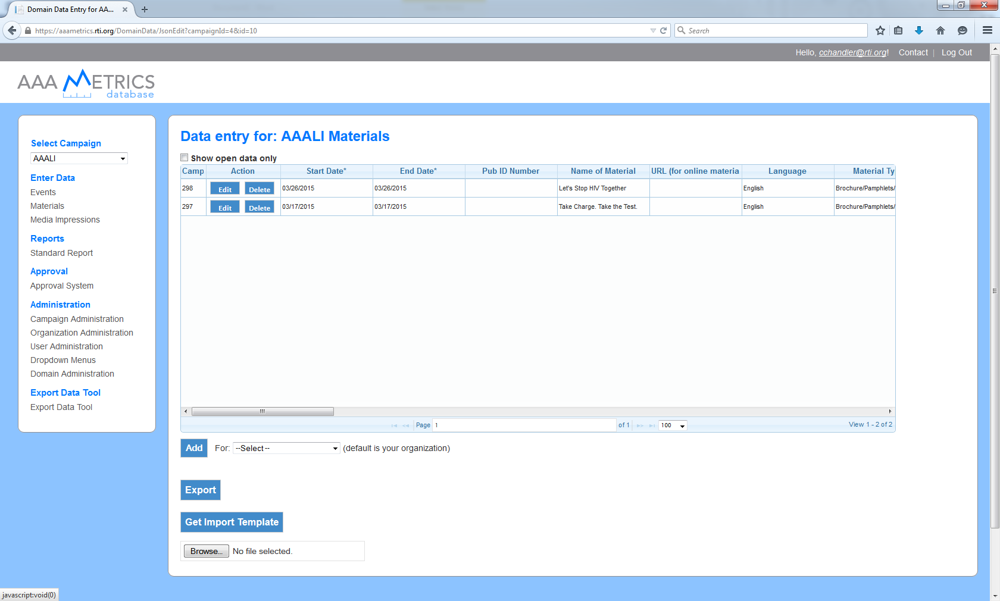 Domain Data Entry for AA...
https://aaametrics.rti.org/DomainData/JsonEdit?campaignId=4&id=10
Search
Hello, cchandler@rti.org! Contact | Log Out
AAA METRICS
database
Select Campaign
AAALI
Enter Data
Events
Materials
Media Impressions
Reports
Standard Report
Approval
Approval System
Administration
Campaign Administration
Organization Administration
User Administration
Dropdown Menus
Domain Administration
Export Data Tool
Export Data Tool
Data entry for: AAALI Materials
Show open data only
Camp Action Start Date* End Date* Pub ID Number Name of Material URL (for online materia Language Material Ty
298 Edit Delete 03/26/2015 03/26/2015 Let's Stop HIV Together English Brochure/Pamphlets/
297 Edit Delete 03/17/2015 03/17/2015 Take Charge. Take the Test. English Brochure/Pamphlets/
Page 1 of 1 100 View 1 - 2 of 2
Add For: --Select-- (default is your organization)
Export
Get Import Template
Browse... No file selected.
javascript:void(0)